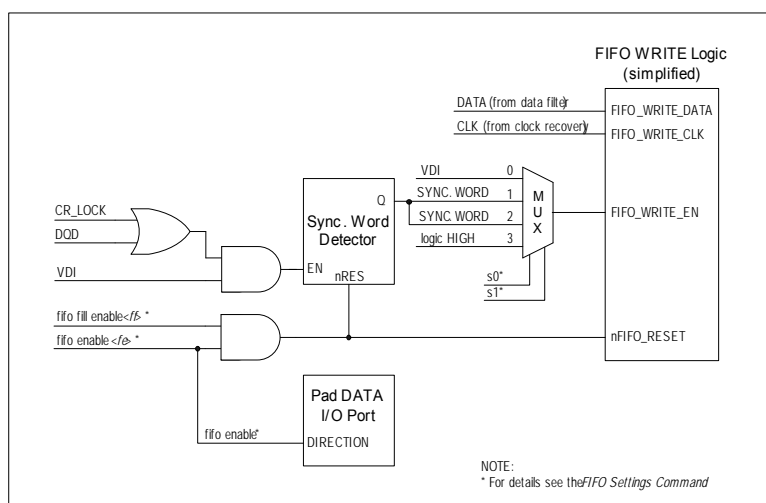 FIFO WRITE Logic
(simplified)
DATA (from data filter
FIFO_WRITE_DATA
CLK (from clock recovery)
FIFO_WRITE_CLK
VDI 0
Q
SYNC. WORD 1
SYNC. WORD 2
logic HIGH 3
M
U
X
FIFO_WRITE_EN
CR_LOCK
DQD
VDI
Sync. Word
Detector
EN
nRES
s0*
s1*
fifo fill enable<ff> *
fifo enable <fe> *
nFIFO_RESET
Pad DATA
I/O Port
fifo enable*
DIRECTION
NOTE:
* For details see theFIFO Settings Command